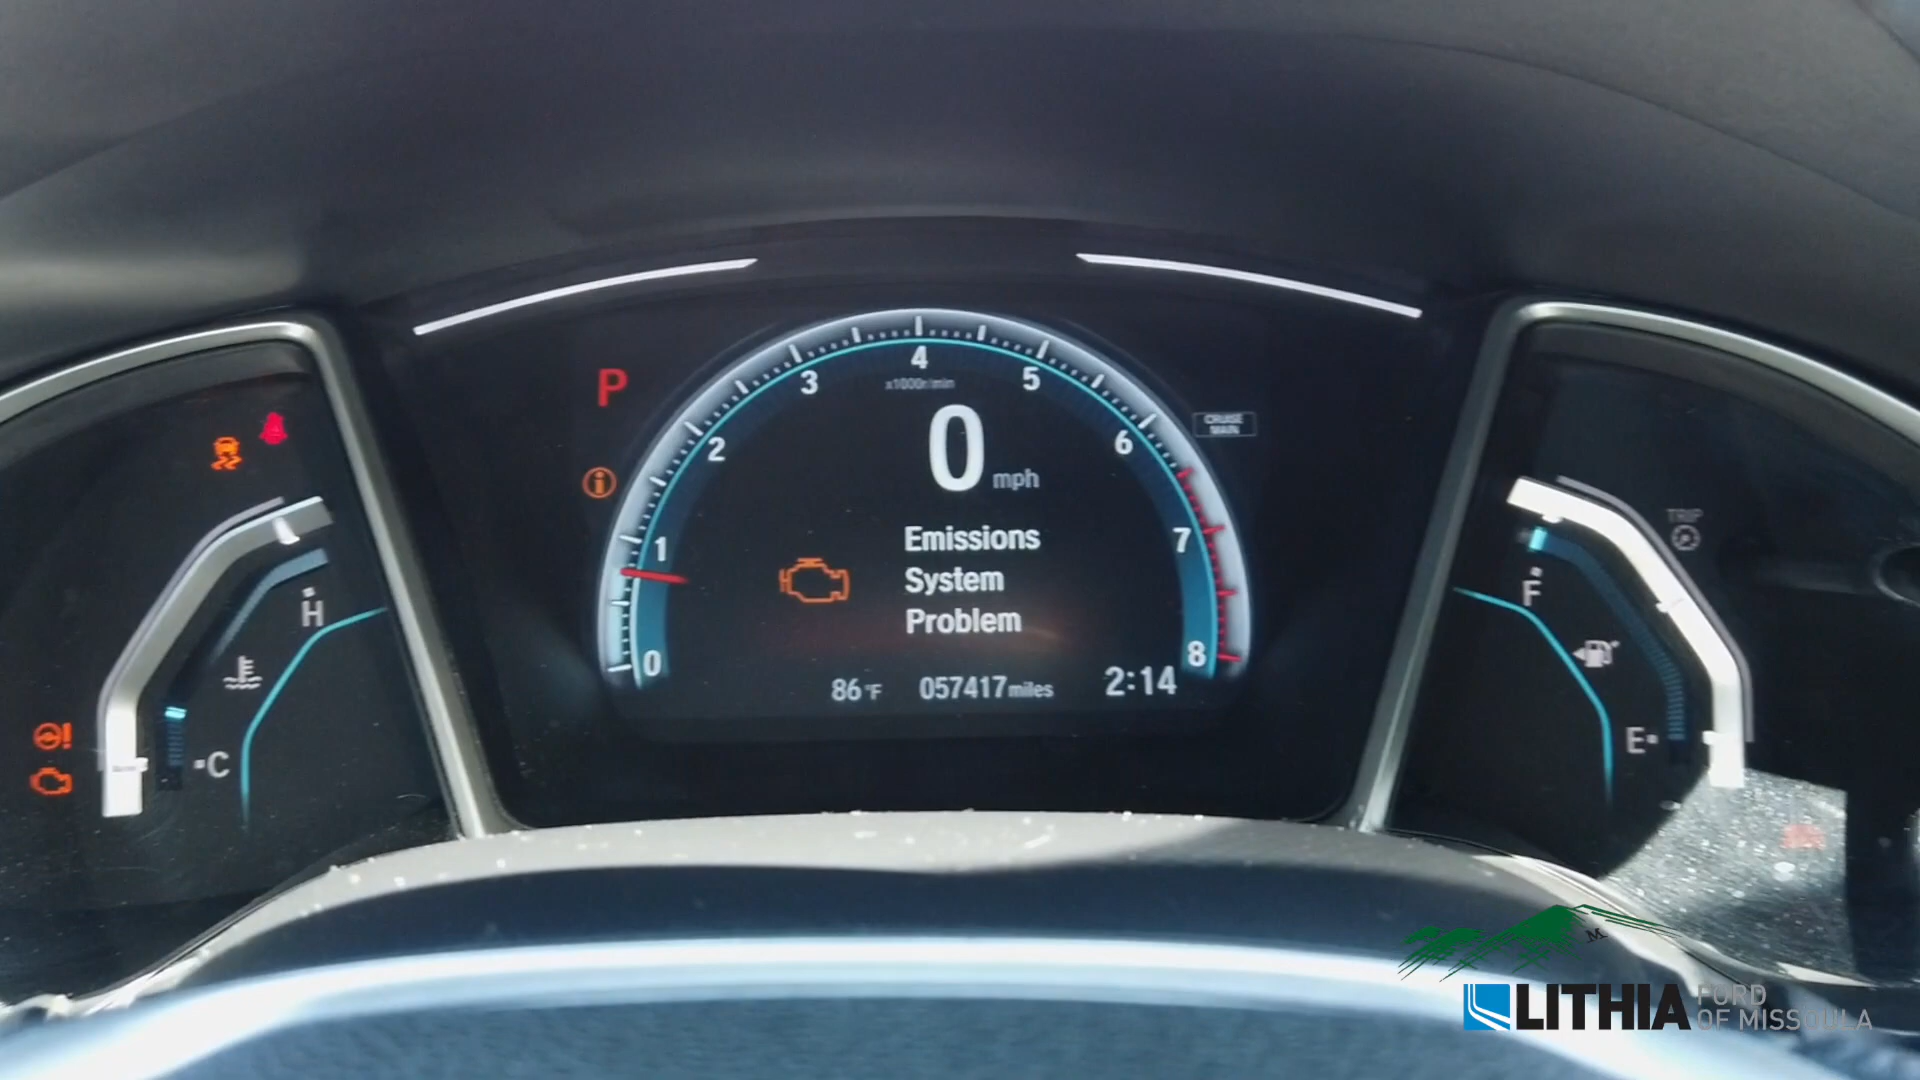 P
CRUISE
MAIN
0
1
2
3
4
5
6
7
8
x1000r/min
0 mph
Emissions
System
Problem
86°F
057417 miles
2:14
H
C
TRIP
F
E
M
LITHIA
FORD
OF MISSOULA